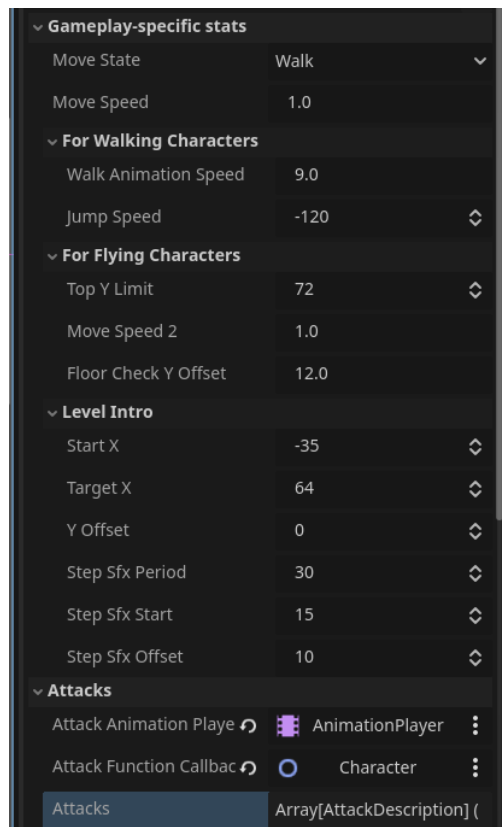 Gameplay-specific stats
Move State Walk
Move Speed 1.0
For Walking Characters
Walk Animation Speed 9.0
Jump Speed -120
For Flying Characters
Top Y Limit 72
Move Speed 2 1.0
Floor Check Y Offset 12.0
Level Intro
Start X -35
Target X 64
Y Offset 0
Step Sfx Period 30
Step Sfx Start 15
Step Sfx Offset 10
Attacks
Attack Animation Playe AnimationPlayer
Attack Function Callbac Character
Attacks Array[AttackDescription] (